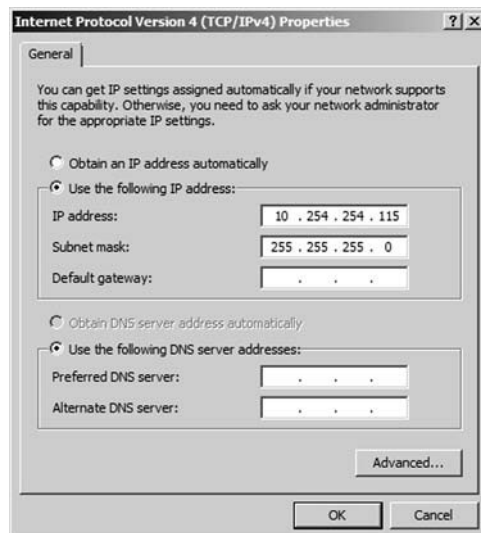 Internet Protocol Version 4 (TCP/IPv4) Properties ? X
General
You can get IP settings assigned automatically if your network supports
this capability. Otherwise, you need to ask your network administrator
for the appropriate IP settings.
Obtain an IP address automatically
Use the following IP address:
IP address: 10 . 254 . 254 . 115
Subnet mask: 255 . 255 . 255 . 0
Default gateway: . . .
Obtain DNS server address automatically
Use the following DNS server addresses:
Preferred DNS server: . . .
Alternate DNS server: . . .
Advanced...
OK Cancel